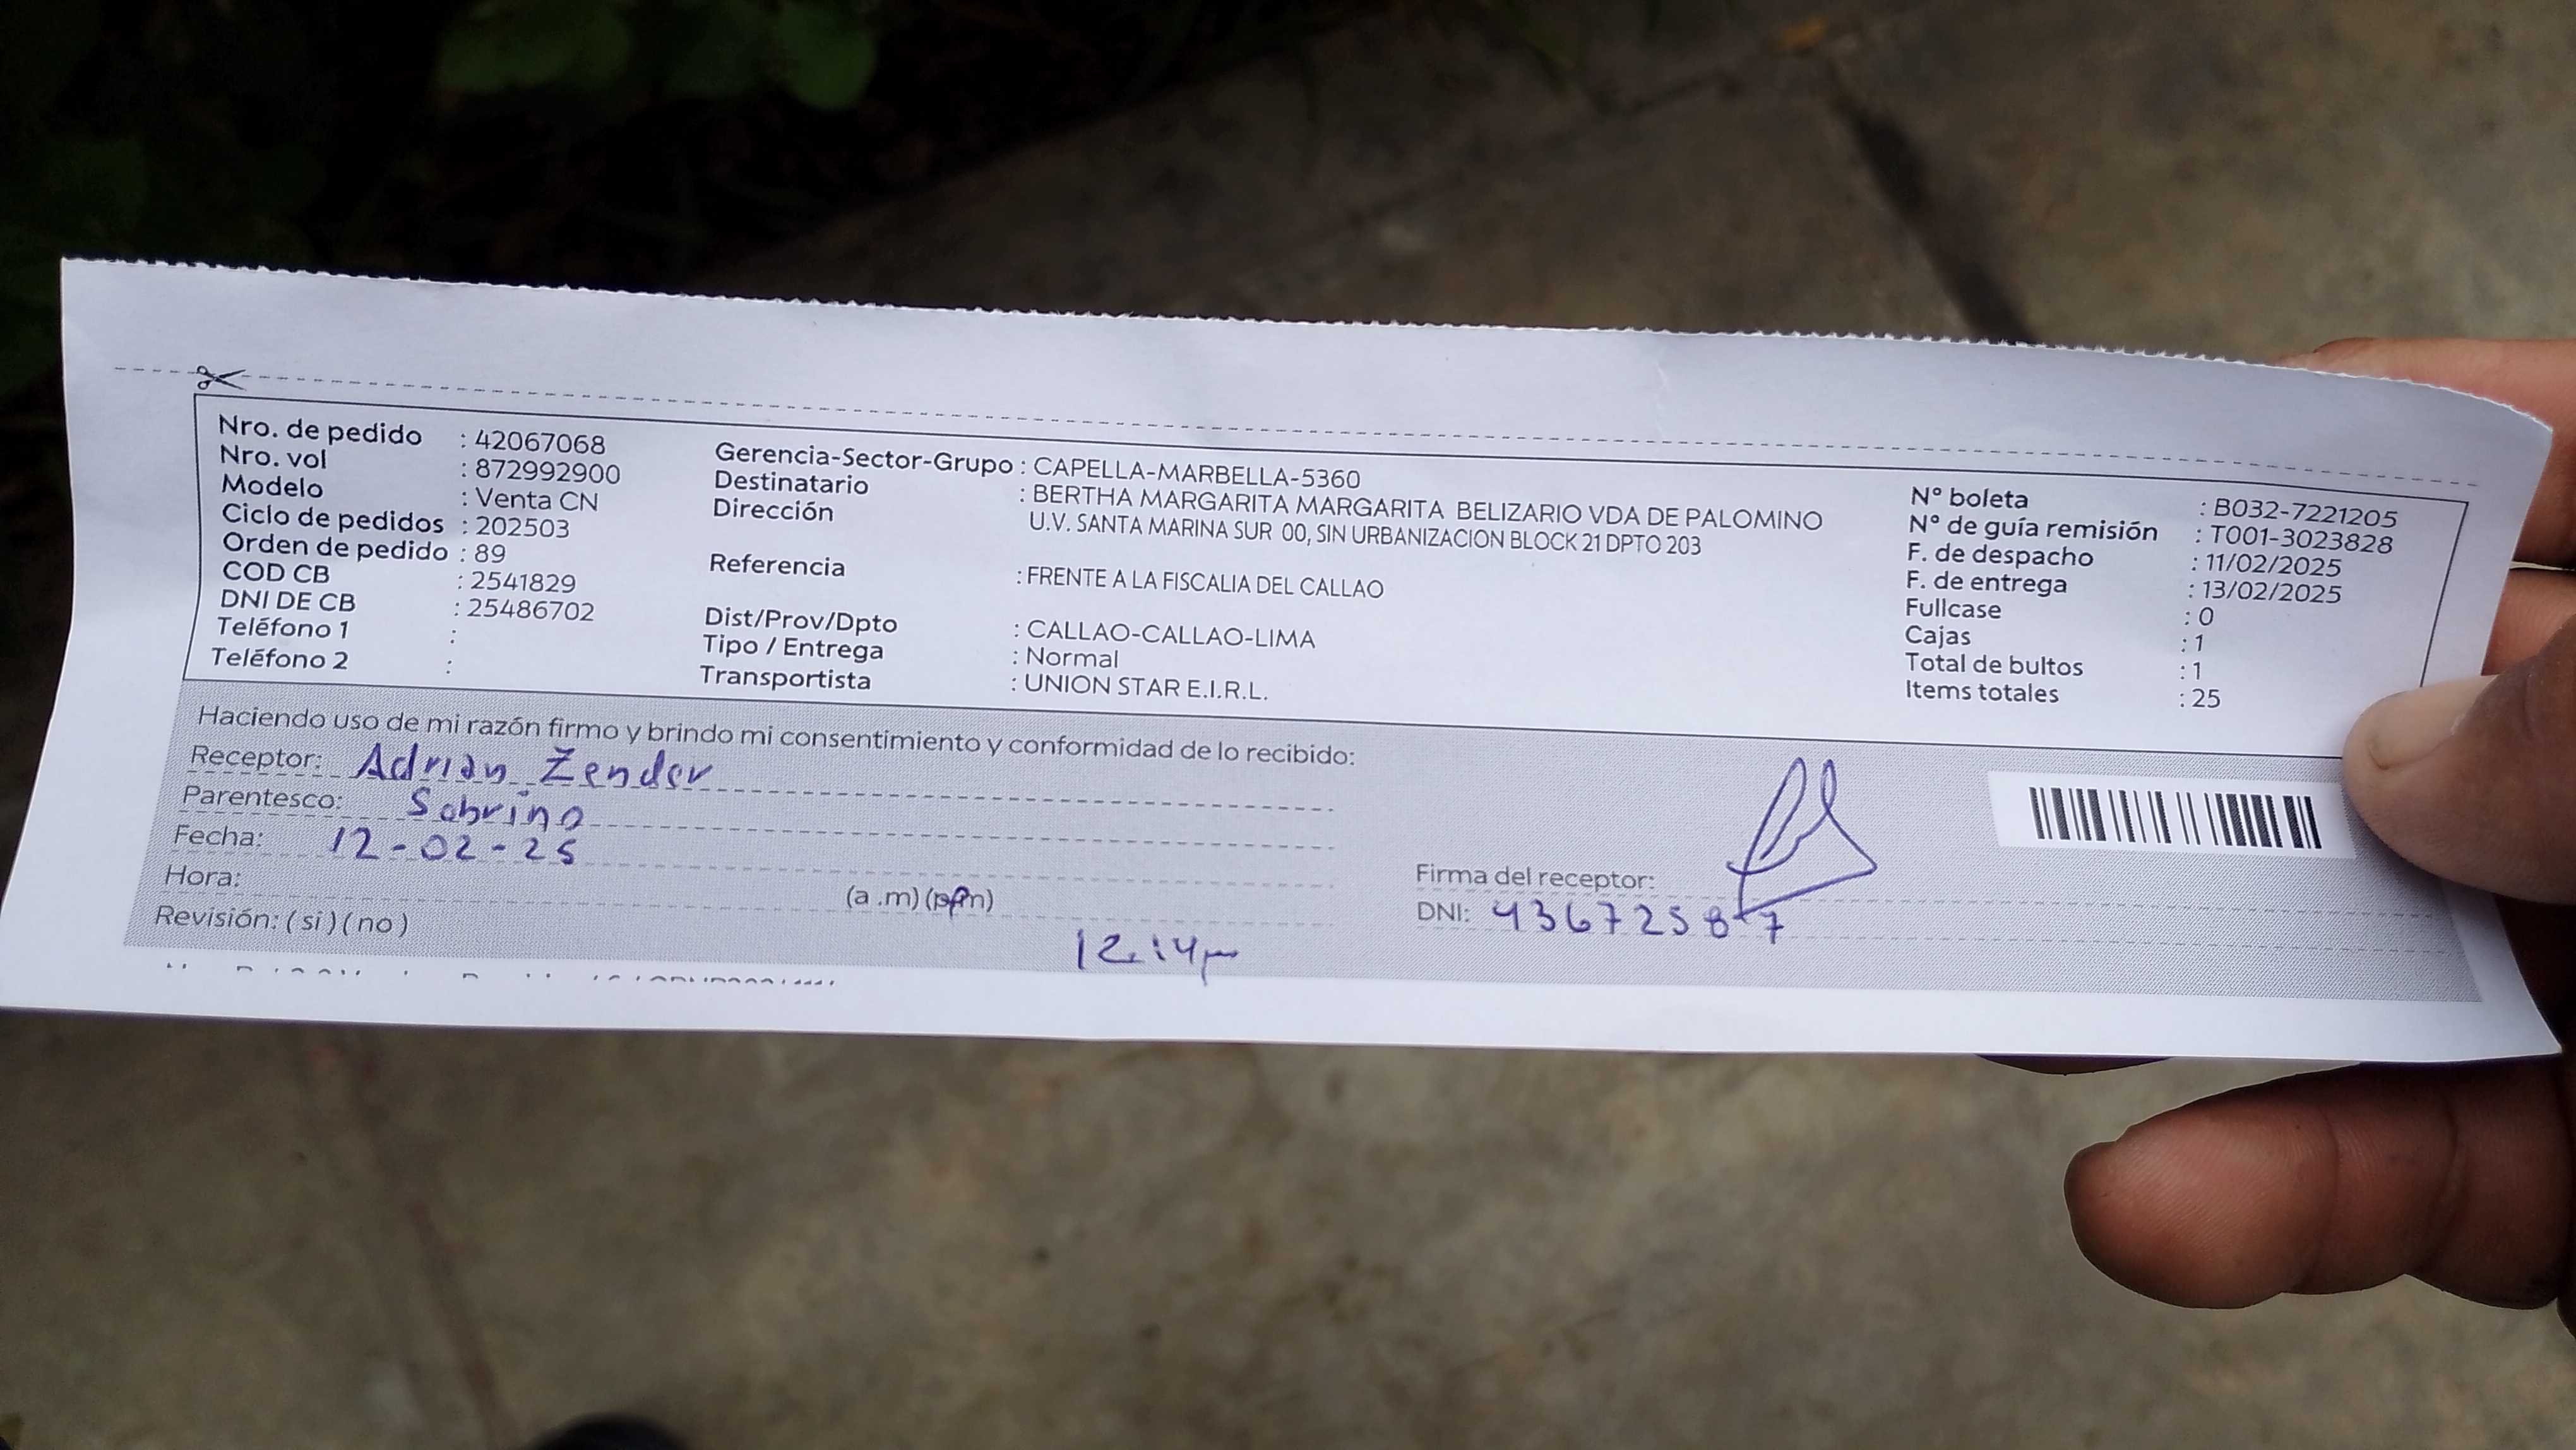 Nro. de pedido : 42067068
Nro. vol : 872992900
Modelo : Venta CN
Ciclo de pedidos : 202503
Orden de pedido : 89
COD CB : 2541829
DNI DE CB : 25486702
Teléfono 1 :
Teléfono 2 :
Gerencia-Sector-Grupo : CAPELLA-MARBELLA-5360
Destinatario : BERTHA MARGARITA MARGARITA BELIZARIO VDA DE PALOMINO
Dirección U.V. SANTA MARINA SUR 00, SIN URBANIZACION BLOCK 21 DPTO 203
Referencia : FRENTE A LA FISCALIA DEL CALLAO
Dist/Prov/Dpto : CALLAO-CALLAO-LIMA
Tipo / Entrega : Normal
Transportista : UNION STAR E.I.R.L.
N° boleta : B032-7221205
N° de guía remisión : T001-3023828
F. de despacho : 11/02/2025
F. de entrega : 13/02/2025
Fullcase : 0
Cajas : 1
Total de bultos : 1
Items totales : 25
Haciendo uso de mi razón firmo y brindo mi consentimiento y conformidad de lo recibido:
Receptor: Adrian Zender
Parentesco: Sobrino
Fecha: 12-02-25
Hora: (a .m) (p.m)
Revisión: ( si ) ( no ) 12:14
Firma del receptor:
DNI: 43672587